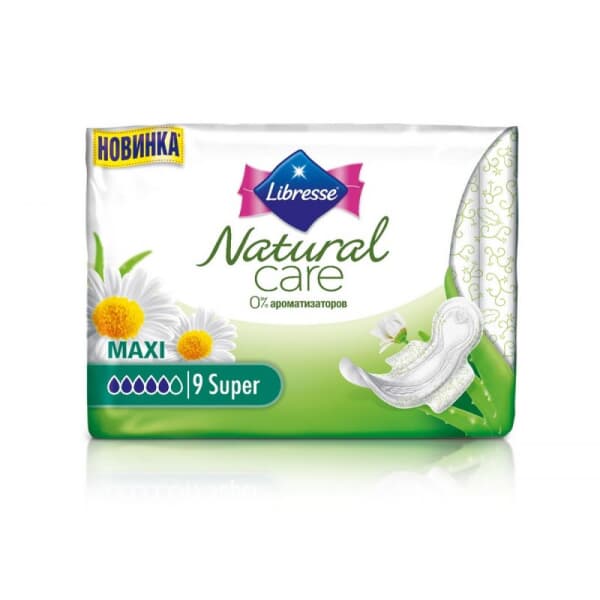 НОВИНКА*
Libresse®
Natural
care
0% ароматизаторов
MAXI
9 Super